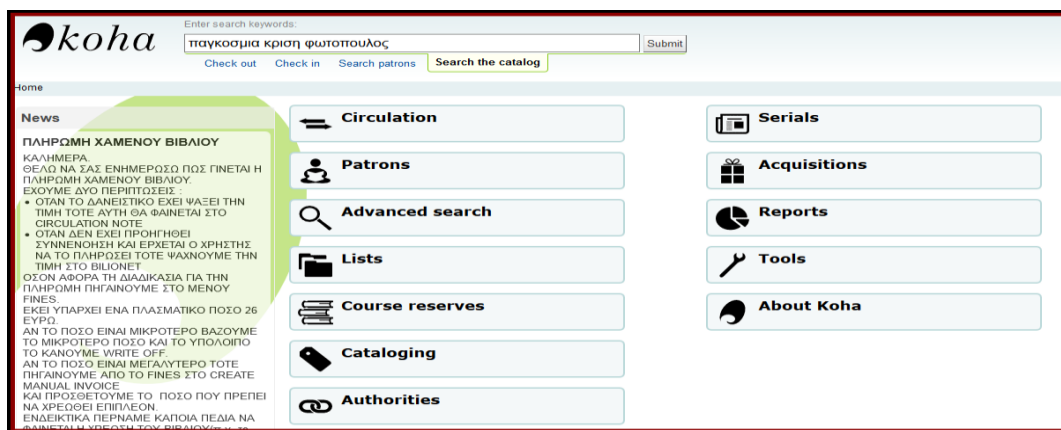 koha
Enter search keywords:
παγκοσμια κριση φωτοπουλος
Submit
Check out Check in Search patrons Search the catalog
Home
News
ΠΛΗΡΩΜΗ ΧΑΜΕΝΟΥ ΒΙΒΛΙΟΥ
ΚΑΛΗΜΕΡΑ.
ΘΕΛΩ ΝΑ ΣΑΣ ΕΝΗΜΕΡΩΣΩ ΠΩΣ ΓΙΝΕΤΑΙ Η
ΠΛΗΡΩΜΗ ΧΑΜΕΝΟΥ ΒΙΒΛΙΟΥ.
ΕΧΟΥΜΕ ΔΥΟ ΠΕΡΙΠΤΩΣΕΙΣ :
• ΟΤΑΝ ΤΟ ΔΑΝΕΙΣΤΙΚΟ ΕΧΕΙ ΨΑΞΕΙ ΤΗΝ
ΤΙΜΗ ΤΟΤΕ ΑΥΤΗ ΘΑ ΦΑΙΝΕΤΑΙ ΣΤΟ
CIRCULATION NOTE
• ΟΤΑΝ ΔΕΝ ΕΧΕΙ ΠΡΟΗΓΗΘΕΙ
ΣΥΝΝΕΝΟΗΣΗ ΚΑΙ ΕΡΧΕΤΑΙ Ο ΧΡΗΣΤΗΣ
ΝΑ ΤΟ ΠΛΗΡΩΣΕΙ ΤΟΤΕ ΨΑΧΝΟΥΜΕ ΤΗΝ
ΤΙΜΗ ΣΤΟ BILIONET
ΟΣΟΝ ΑΦΟΡΑ ΤΗ ΔΙΑΔΙΚΑΣΙΑ ΓΙΑ ΤΗΝ
ΠΛΗΡΩΜΗ ΠΗΓΑΙΝΟΥΜΕ ΣΤΟ ΜΕΝΟΥ
FINES.
ΕΚΕΙ ΥΠΑΡΧΕΙ ΕΝΑ ΠΛΑΣΜΑΤΙΚΟ ΠΟΣΟ 26
ΕΥΡΩ.
ΑΝ ΤΟ ΠΟΣΟ ΕΙΝΑΙ ΜΙΚΡΟΤΕΡΟ ΒΑΖΟΥΜΕ
ΤΟ ΜΙΚΡΟΤΕΡΟ ΠΟΣΟ ΚΑΙ ΤΟ ΥΠΟΛΟΙΠΟ
ΤΟ ΚΑΝΟΥΜΕ WRITE OFF.
ΑΝ ΤΟ ΠΟΣΟ ΕΙΝΑΙ ΜΕΓΑΛΥΤΕΡΟ ΤΟΤΕ
ΠΗΓΑΙΝΟΥΜΕ ΑΠΟ ΤΟ FINES ΣΤΟ CREATE
MANUAL INVOICE
ΚΑΙ ΠΡΟΣΘΕΤΟΥΜΕ ΤΟ ΠΟΣΟ ΠΟΥ ΠΡΕΠΕΙ
ΝΑ ΧΡΕΩΘΕΙ ΕΠΙΠΛΕΟΝ.
ΕΝΔΕΙΚΤΙΚΑ ΠΕΡΝΑΜΕ ΚΑΠΟΙΑ ΠΕΔΙΑ ΝΑ
ΦΑΙΝΕΤΑΙ Η ΧΡΕΩΣΗ ΤΟΥ ΒΙΒΛΙΟΥ
Circulation
Patrons
Advanced search
Lists
Course reserves
Cataloging
Authorities
Serials
Acquisitions
Reports
Tools
About Koha